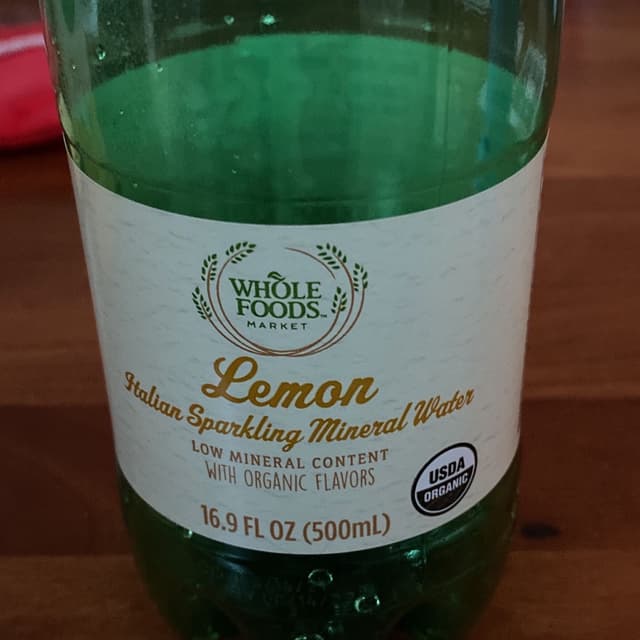 WHOLE
FOODS
MARKET
Lemon
Italian Sparkling Mineral Water
LOW MINERAL CONTENT
WITH ORGANIC FLAVORS
USDA
ORGANIC
16.9 FL OZ (500mL)